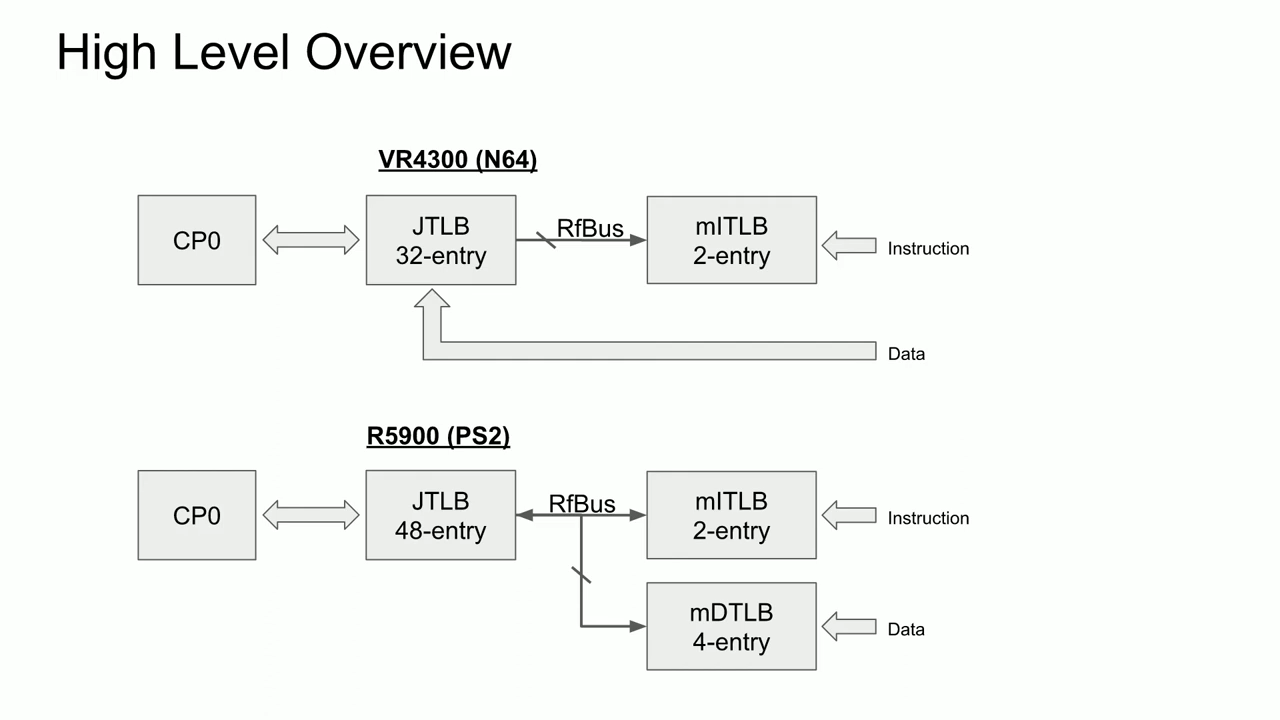 High Level Overview
VR4300 (N64)
CP0
JTLB
32-entry
RfBus
mITLB
2-entry
Instruction
Data
R5900 (PS2)
CP0
JTLB
48-entry
RfBus
mITLB
2-entry
Instruction
mDTLB
4-entry
Data